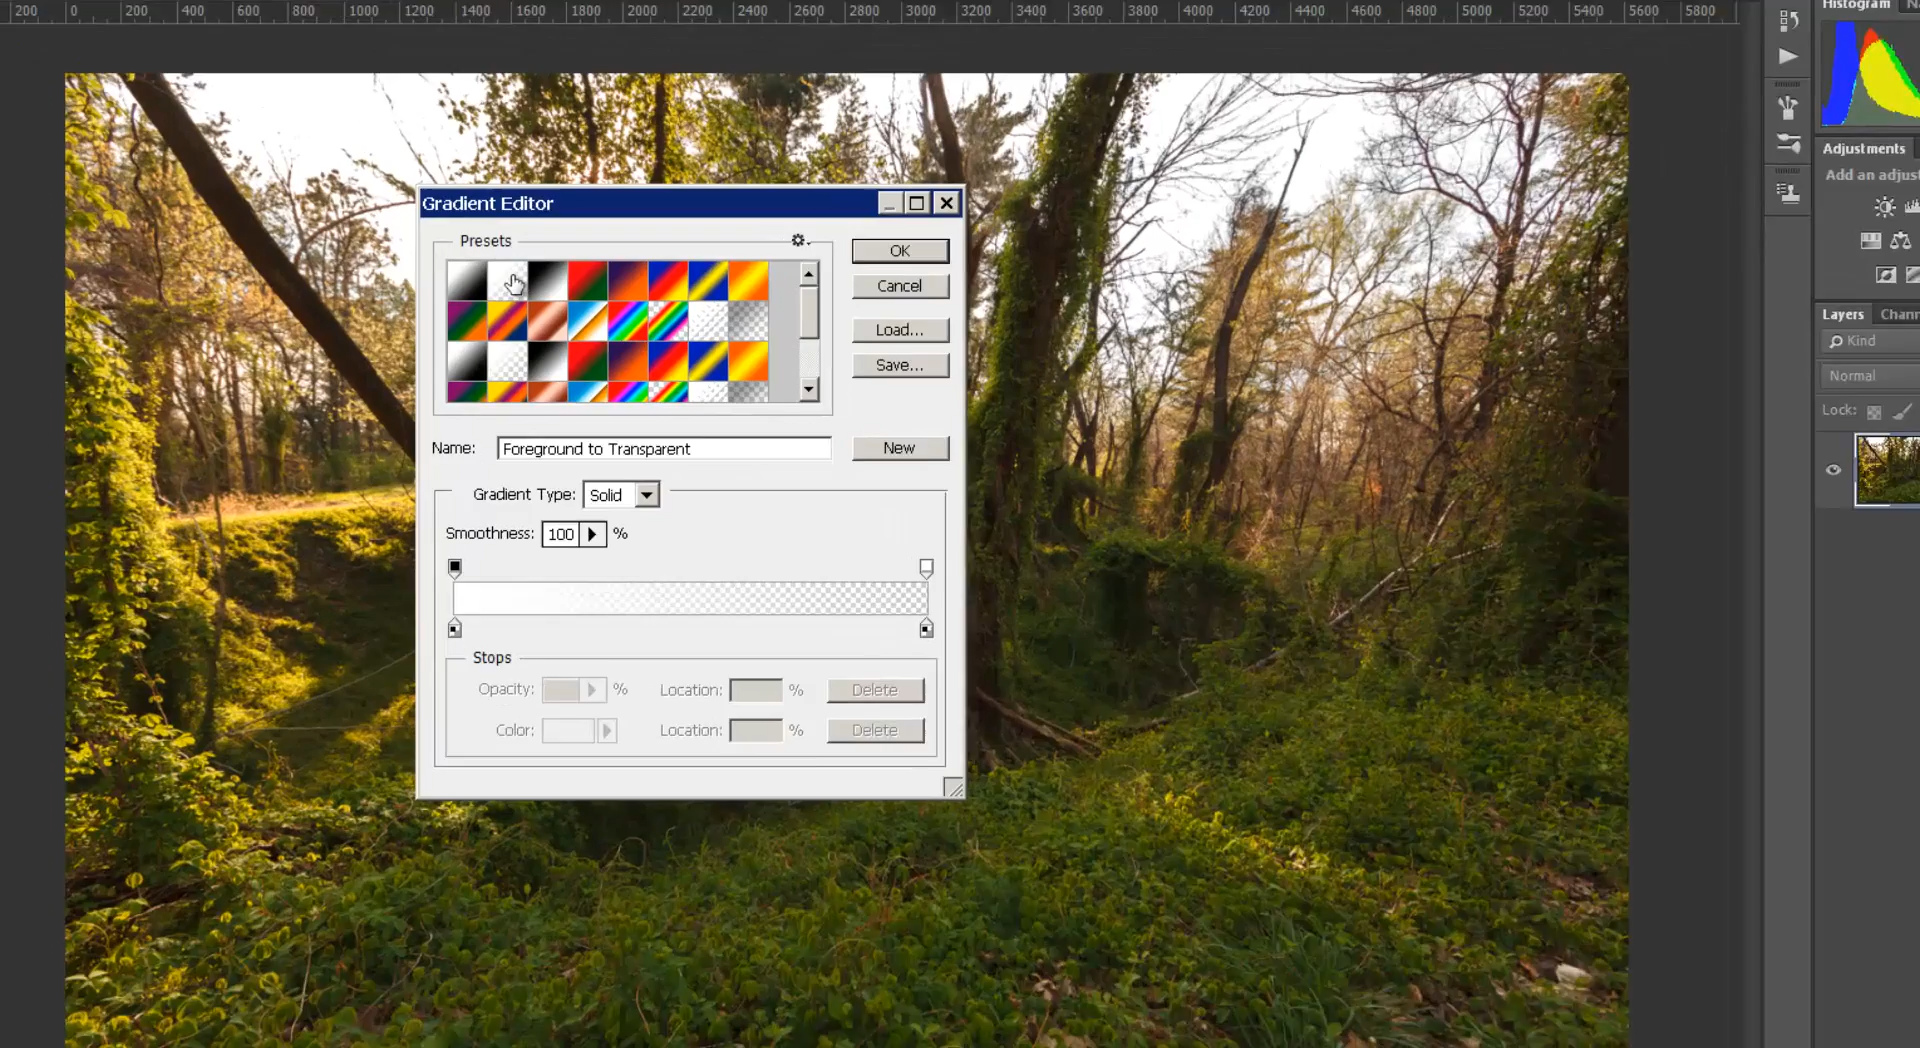 200 0 200 400 600 800 1000 1200 1400 1600 1800 2000 2200 2400 2600 2800 3000 3200 3400 3600 3800 4000 4200 4400 4600 4800 5000 5200 5400 5600 5800
Histogram
Gradient Editor
Presets
OK
Cancel
Load...
Save...
Name: Foreground to Transparent New
Gradient Type: Solid
Smoothness: 100 %
Stops
Opacity: % Location: % Delete
Color: Location: % Delete
Adjustments
Add an adjust
Layers Chann
Kind
Normal
Lock: